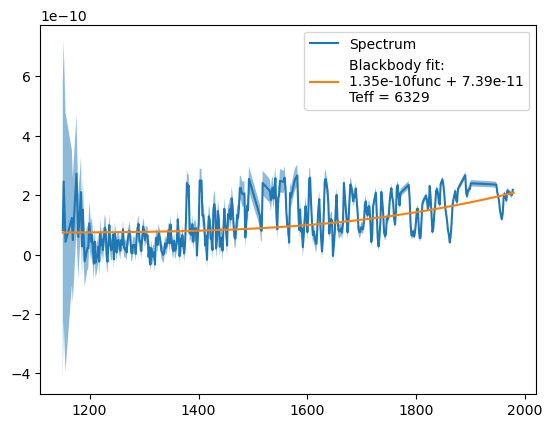 1e−10
Spectrum
Blackbody fit:
1.35e-10func + 7.39e-11
Teff = 6329
6
4
2
0
−2
−4
1200
1400
1600
1800
2000